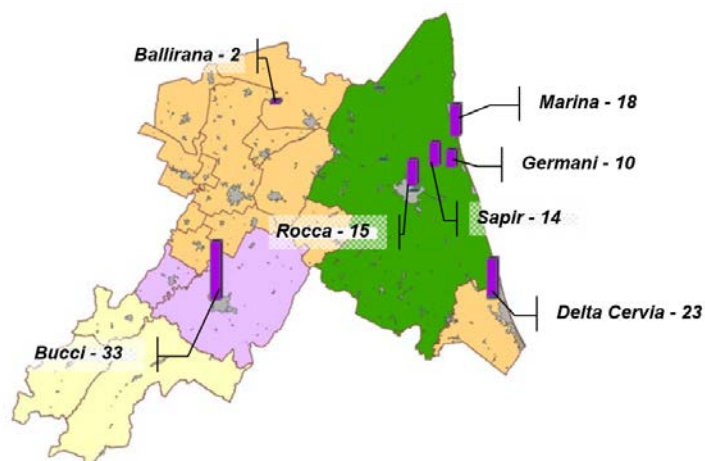 Ballirana - 2
Marina - 18
Germani - 10
Sapir - 14
Rocca - 15
Delta Cervia - 23
Bucci - 33